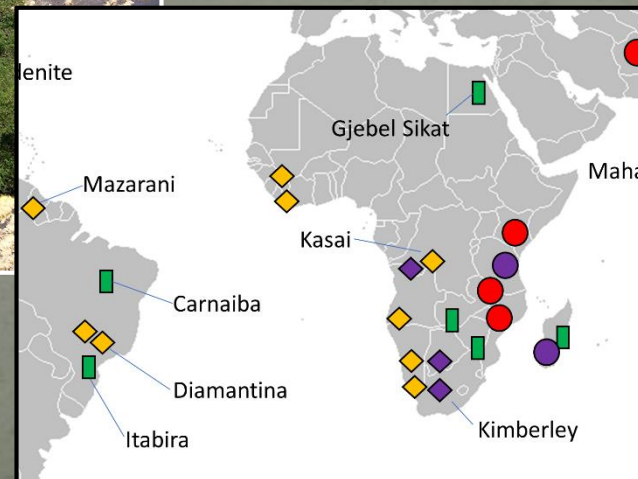 Gjebel Sikat
Mazarani
Kasai
Carnaiba
Diamantina
Itabira
Kimberley